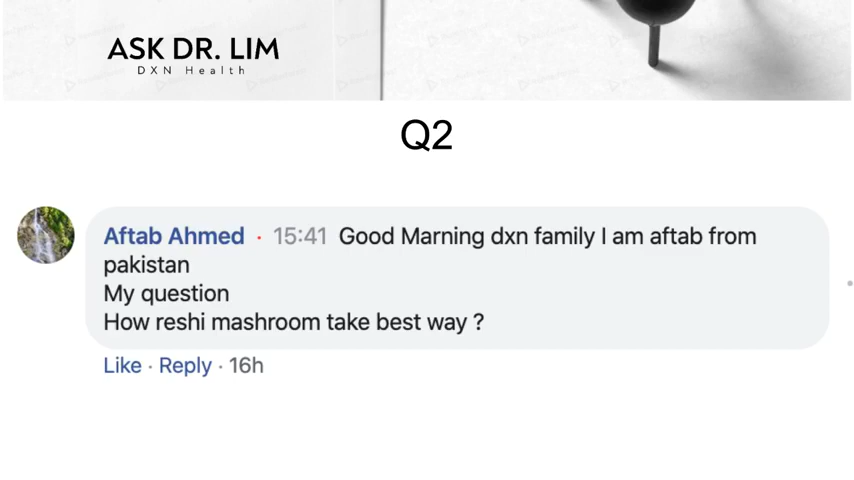 ASK DR. LIM
DXN Health
Q2
Aftab Ahmed · 15:41 Good Marning dxn family I am aftab from
pakistan
My question
How reshi mashroom take best way ?
Like · Reply · 16h